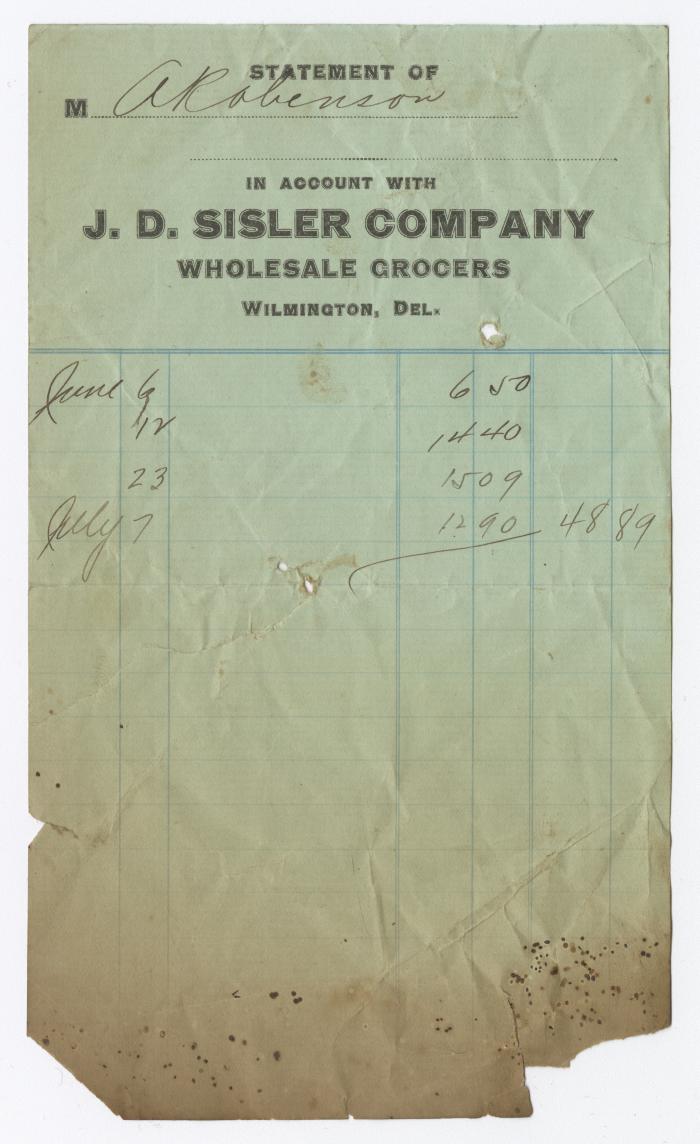 STATEMENT OF
M A Robenson
IN ACCOUNT WITH
J. D. SISLER COMPANY
WHOLESALE GROCERS
WILMINGTON, DEL.
June 6 6 50
12 14 40
23 15 09
July 7 12 90 48 89